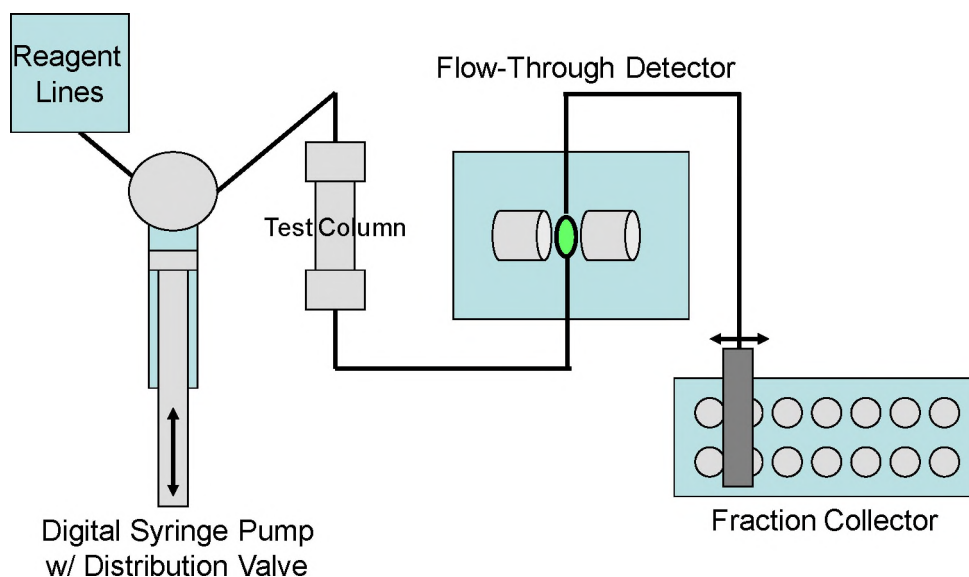 Reagent
Lines
Flow-Through Detector
Test Column
Digital Syringe Pump
w/ Distribution Valve
Fraction Collector